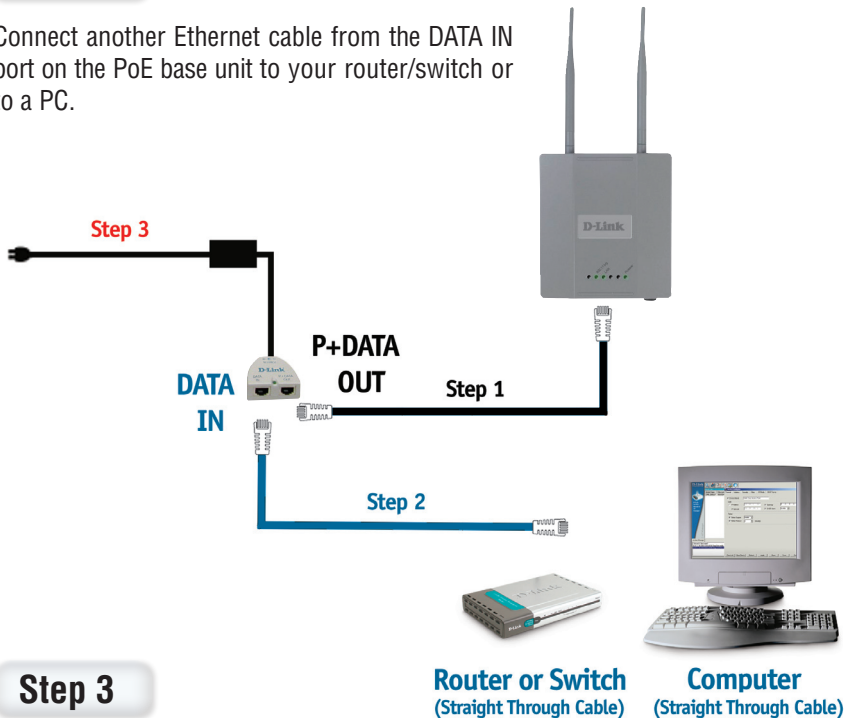 Connect another Ethernet cable from the DATA IN
port on the PoE base unit to your router/switch or
to a PC.
D-Link
Step 3
P+DATA
OUT
D-Link
DATA
IN
Step 1
Step 2
D-Link
Router or Switch
(Straight Through Cable)
Computer
(Straight Through Cable)
Step 3